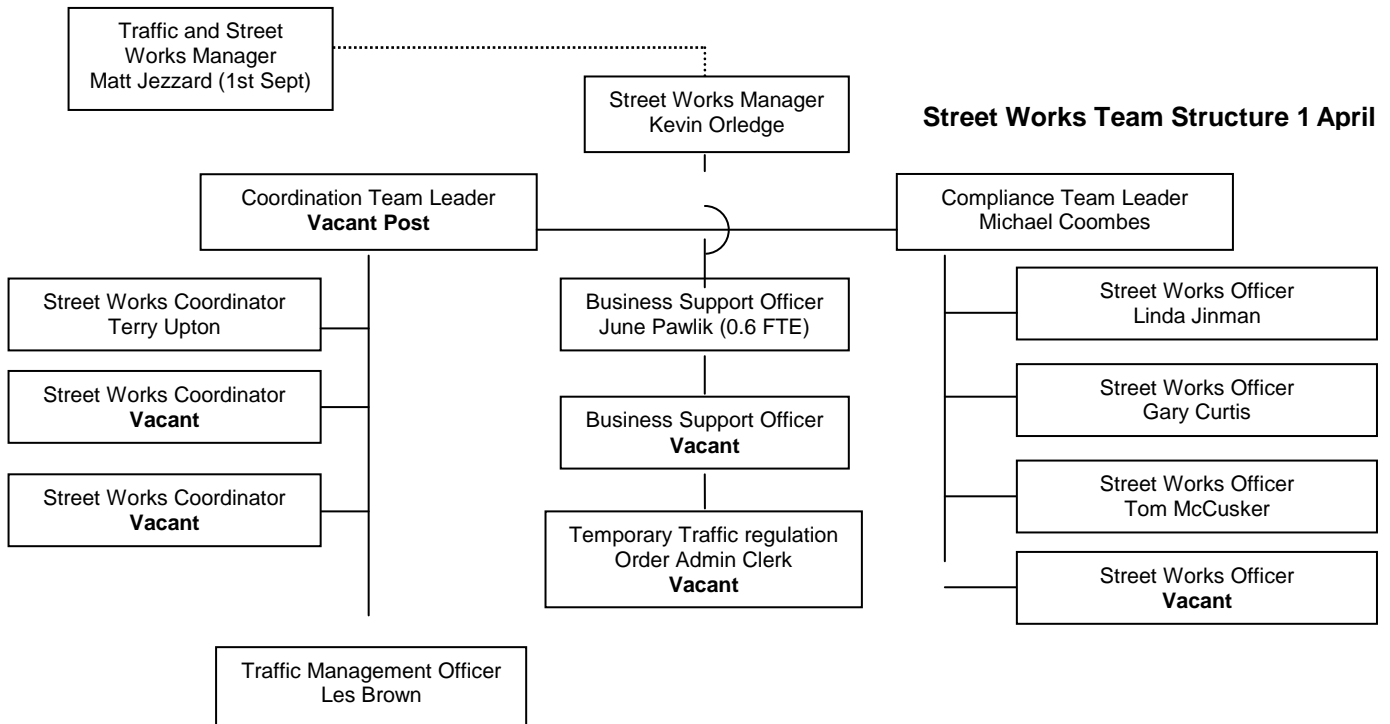 Traffic and Street
Works Manager
Matt Jezzard (1st Sept)
Street Works Manager
Kevin Orledge
Street Works Team Structure 1 April
Coordination Team Leader
Vacant Post
Compliance Team Leader
Michael Coombes
Street Works Coordinator
Terry Upton
Business Support Officer
June Pawlik (0.6 FTE)
Street Works Officer
Linda Jinman
Street Works Coordinator
Vacant
Business Support Officer
Vacant
Street Works Officer
Gary Curtis
Street Works Coordinator
Vacant
Temporary Traffic regulation
Order Admin Clerk
Vacant
Street Works Officer
Tom McCusker
Street Works Officer
Vacant
Traffic Management Officer
Les Brown